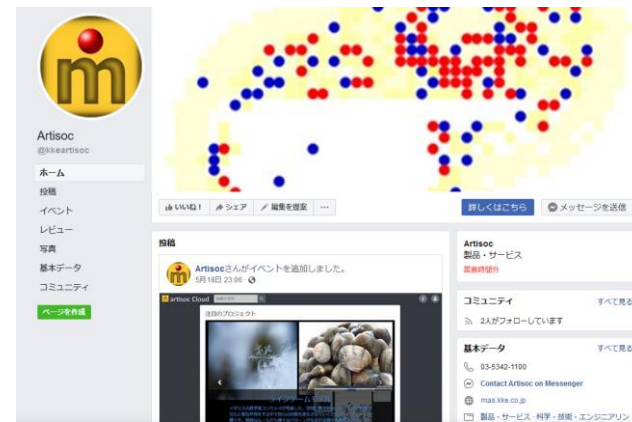 m
Artisoc
@kkeartisoc
ホーム
投稿
イベント
レビュー
写真
基本データ
コミュニティ
ページを作成
いいね！ シェア 編集を提案 ...
詳しくはこちら メッセージを送信
投稿
Artisocさんがイベントを追加しました。
5月18日 23:06
artisoc Cloud
注目のプロジェクト
ライフゲームモデル
Artisoc
製品・サービス
営業時間外
コミュニティ すべて見る
2人がフォローしています
基本データ すべて見る
03-5342-1100
Contact Artisoc on Messenger
mas.kke.co.jp
製品・サービス · 科学・技術・エンジニアリン